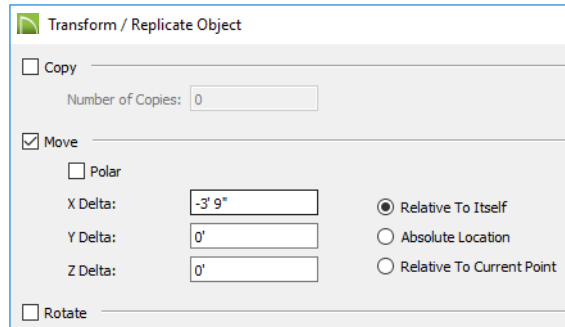 Transform / Replicate Object
Copy
Number of Copies: 0
Move
Polar
X Delta: -3' 9" Relative To Itself
Y Delta: 0' Absolute Location
Z Delta: 0' Relative To Current Point
Rotate